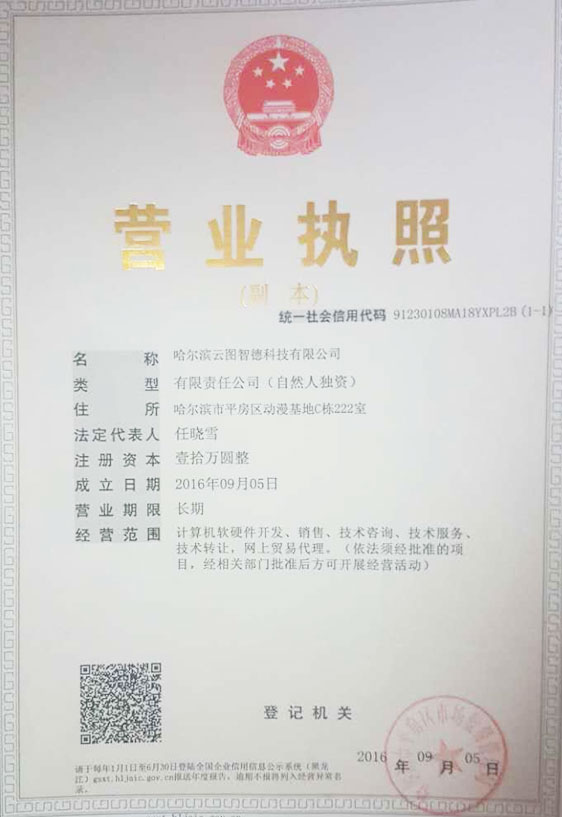 营业执照
(副 本)
统一社会信用代码 91230108MA18YXPL2B (1-1)
名 称 哈尔滨云图智德科技有限公司
类 型 有限责任公司（自然人独资）
住 所 哈尔滨市平房区动漫基地C栋222室
法定代表人 任晓雪
注册资本 壹拾万圆整
成立日期 2016年09月05日
营业期限 长期
经营范围 计算机软硬件开发、销售、技术咨询、技术服务、
技术转让，网上贸易代理。（依法须经批准的项
目，经相关部门批准后方可开展经营活动）
登记机关
2016 年 09 月 05 日
请于每年1月1日至6月30日登陆全国企业信用信息公示系统（黑龙
江）gsxt.hljaic.gov.cn报送年度报告，逾期不报将列入经营异常名
录。